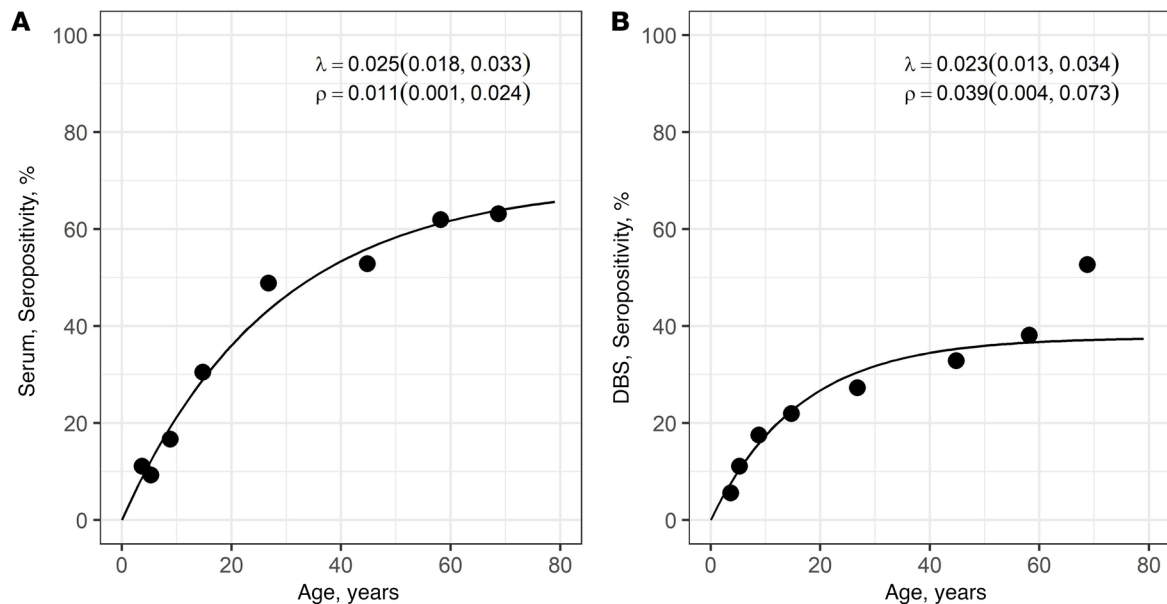 A
λ = 0.025(0.018, 0.033)
ρ = 0.011(0.001, 0.024)
Serum, Seropositivity, %
100
80
60
40
20
0
0 20 40 60 80
Age, years
B
λ = 0.023(0.013, 0.034)
ρ = 0.039(0.004, 0.073)
DBS, Seropositivity, %
100
80
60
40
20
0
0 20 40 60 80
Age, years